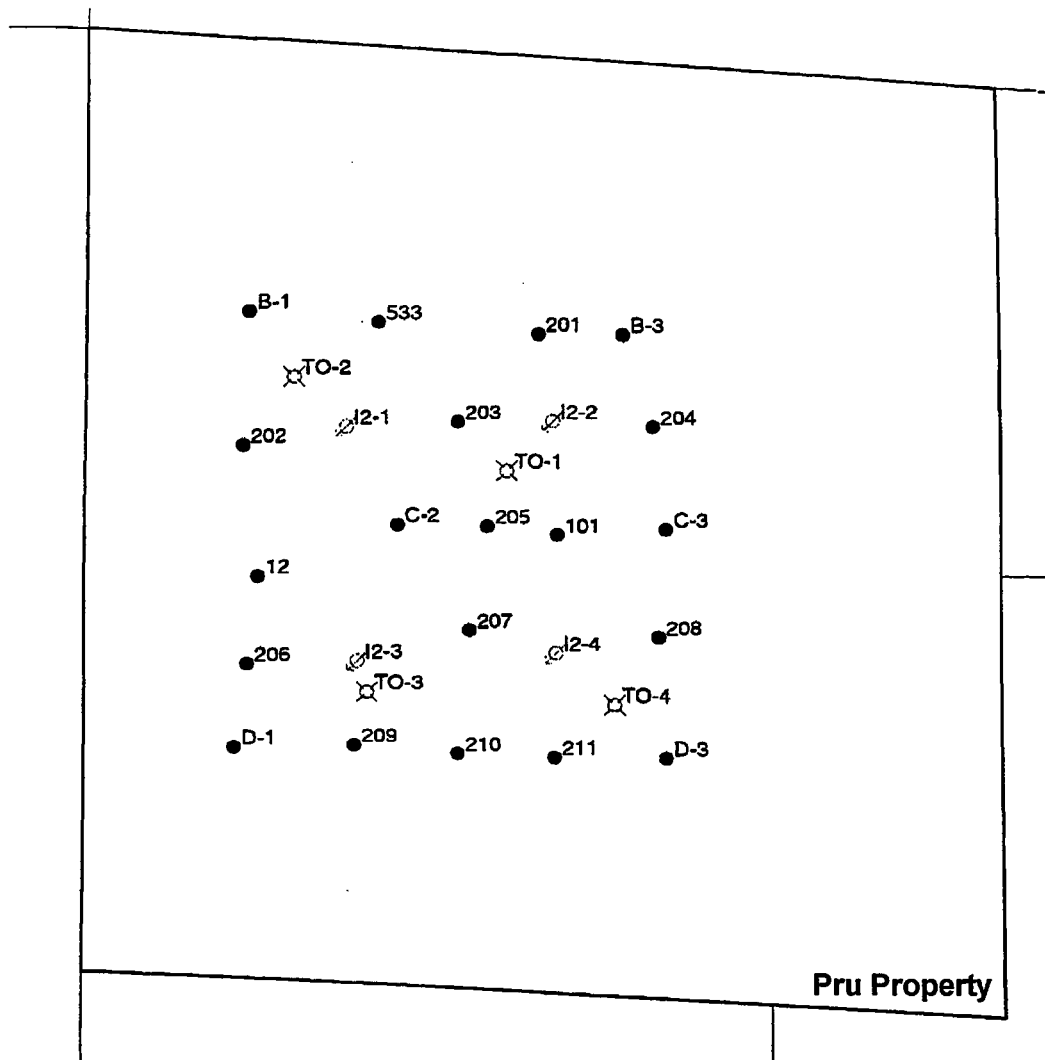 B-1
533
201
B-3
TO-2
I2-1
203
I2-2
204
202
TO-1
C-2
205
101
C-3
12
207
208
206
I2-3
I2-4
TO-3
TO-4
D-1
209
210
211
D-3
Pru Property